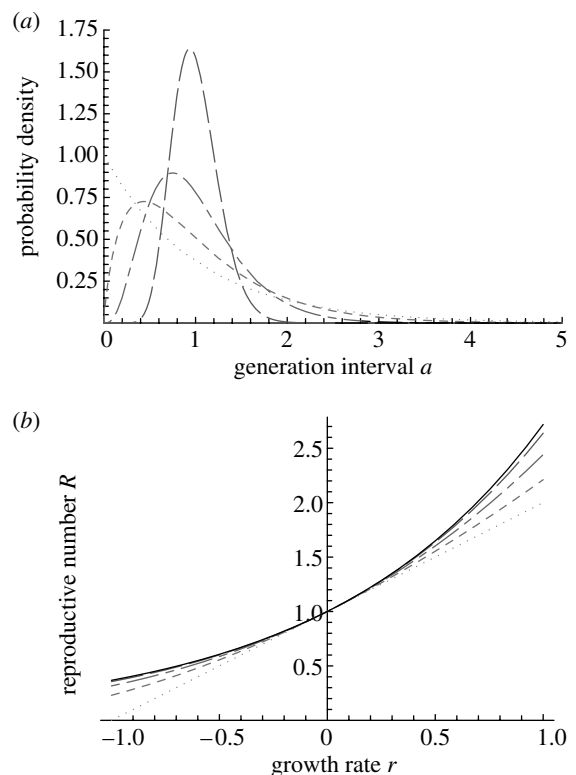 (a)
1.75
1.50
1.25
1.00
0.75
0.50
0.25
probability density
0 1 2 3 4 5
generation interval a
(b)
2.5
2.0
1.5
1.0
0.5
reproductive number R
−1.0 −0.5 0 0.5 1.0
growth rate r